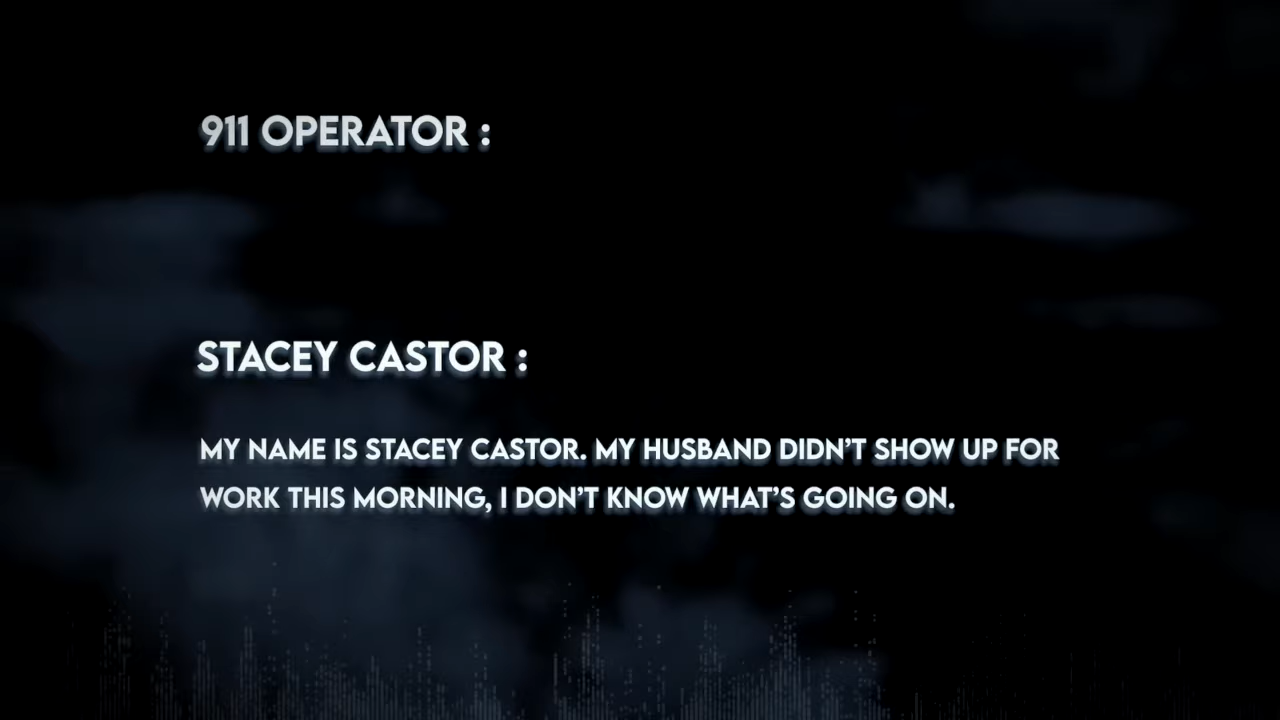 911 OPERATOR :
STACEY CASTOR :
MY NAME IS STACEY CASTOR. MY HUSBAND DIDN'T SHOW UP FOR
WORK THIS MORNING, I DON'T KNOW WHAT'S GOING ON.